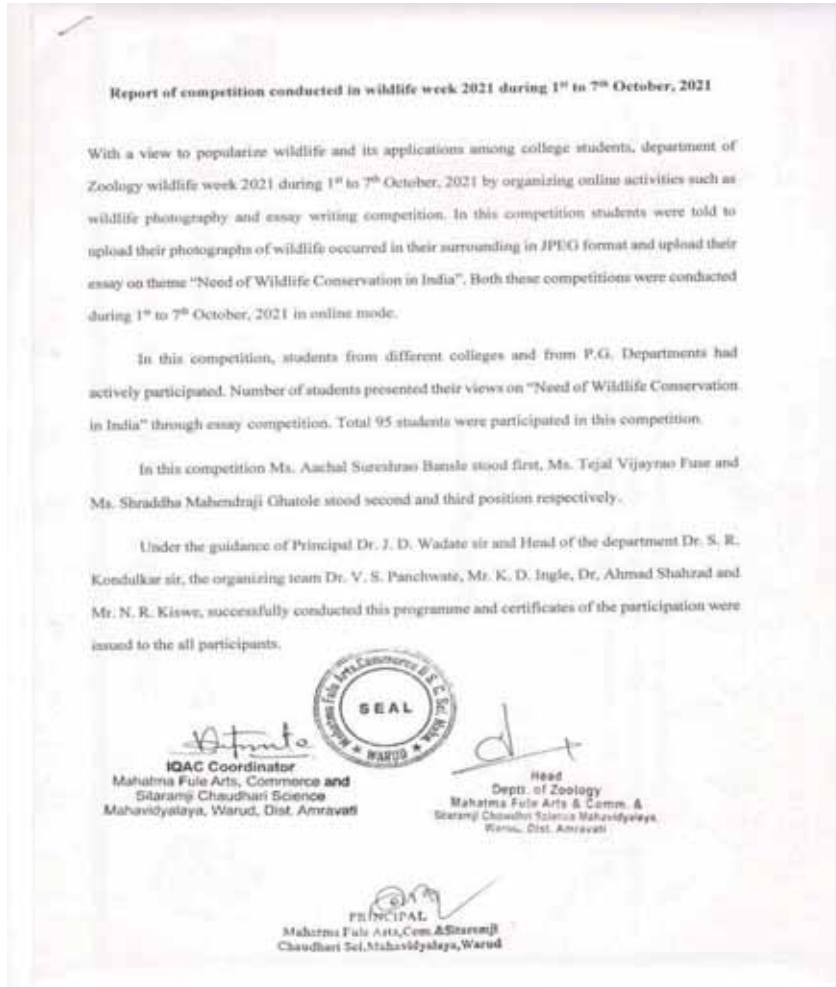 Report of competition conducted in wildlife week 2021 during 1st to 7th October, 2021
With a view to popularize wildlife and its applications among college students, department of
Zoology wildlife week 2021 during 1st to 7th October, 2021 by organizing online activities such as
wildlife photography and essay writing competition. In this competition students were told to
upload their photographs of wildlife occurred in their surrounding in JPEG format and upload their
essay on theme “Need of Wildlife Conservation in India”. Both these competitions were conducted
during 1st to 7th October, 2021 in online mode.
In this competition, students from different colleges and from P.G. Departments had
actively participated. Number of students presented their views on “Need of Wildlife Conservation
in India” through essay competition. Total 95 students were participated in this competition.
In this competition Ms. Aachal Sureshrao Bansle stood first, Ms. Tejal Vijayrao Fuse and
Ms. Shraddha Mahendraji Ghatole stood second and third position respectively.
Under the guidance of Principal Dr. J. D. Wadate sir and Head of the department Dr. S. R.
Kondulkar sir, the organizing team Dr. V. S. Panchwate, Mr. K. D. Ingle, Dr. Ahmad Shahzad and
Mr. N. R. Kiswe, successfully conducted this programme and certificates of the participation were
issued to the all participants.
Mahatma Fule Arts, Commerce & S. C. Sci. Maha.
SEAL
WARUD
IQAC Coordinator
Mahatma Fule Arts, Commerce and
Sitaramji Chaudhari Science
Mahavidyalaya, Warud, Dist. Amravati
Head
Deptt. of Zoology
Mahatma Fule Arts & Comm. &
Sitaramji Choudhri Science Mahavidyalaya,
Warud, Dist. Amravati
PRINCIPAL
Mahatma Fule Arts,Com.&Sitaramji
Chaudhari Sci.Mahavidyalaya,Warud